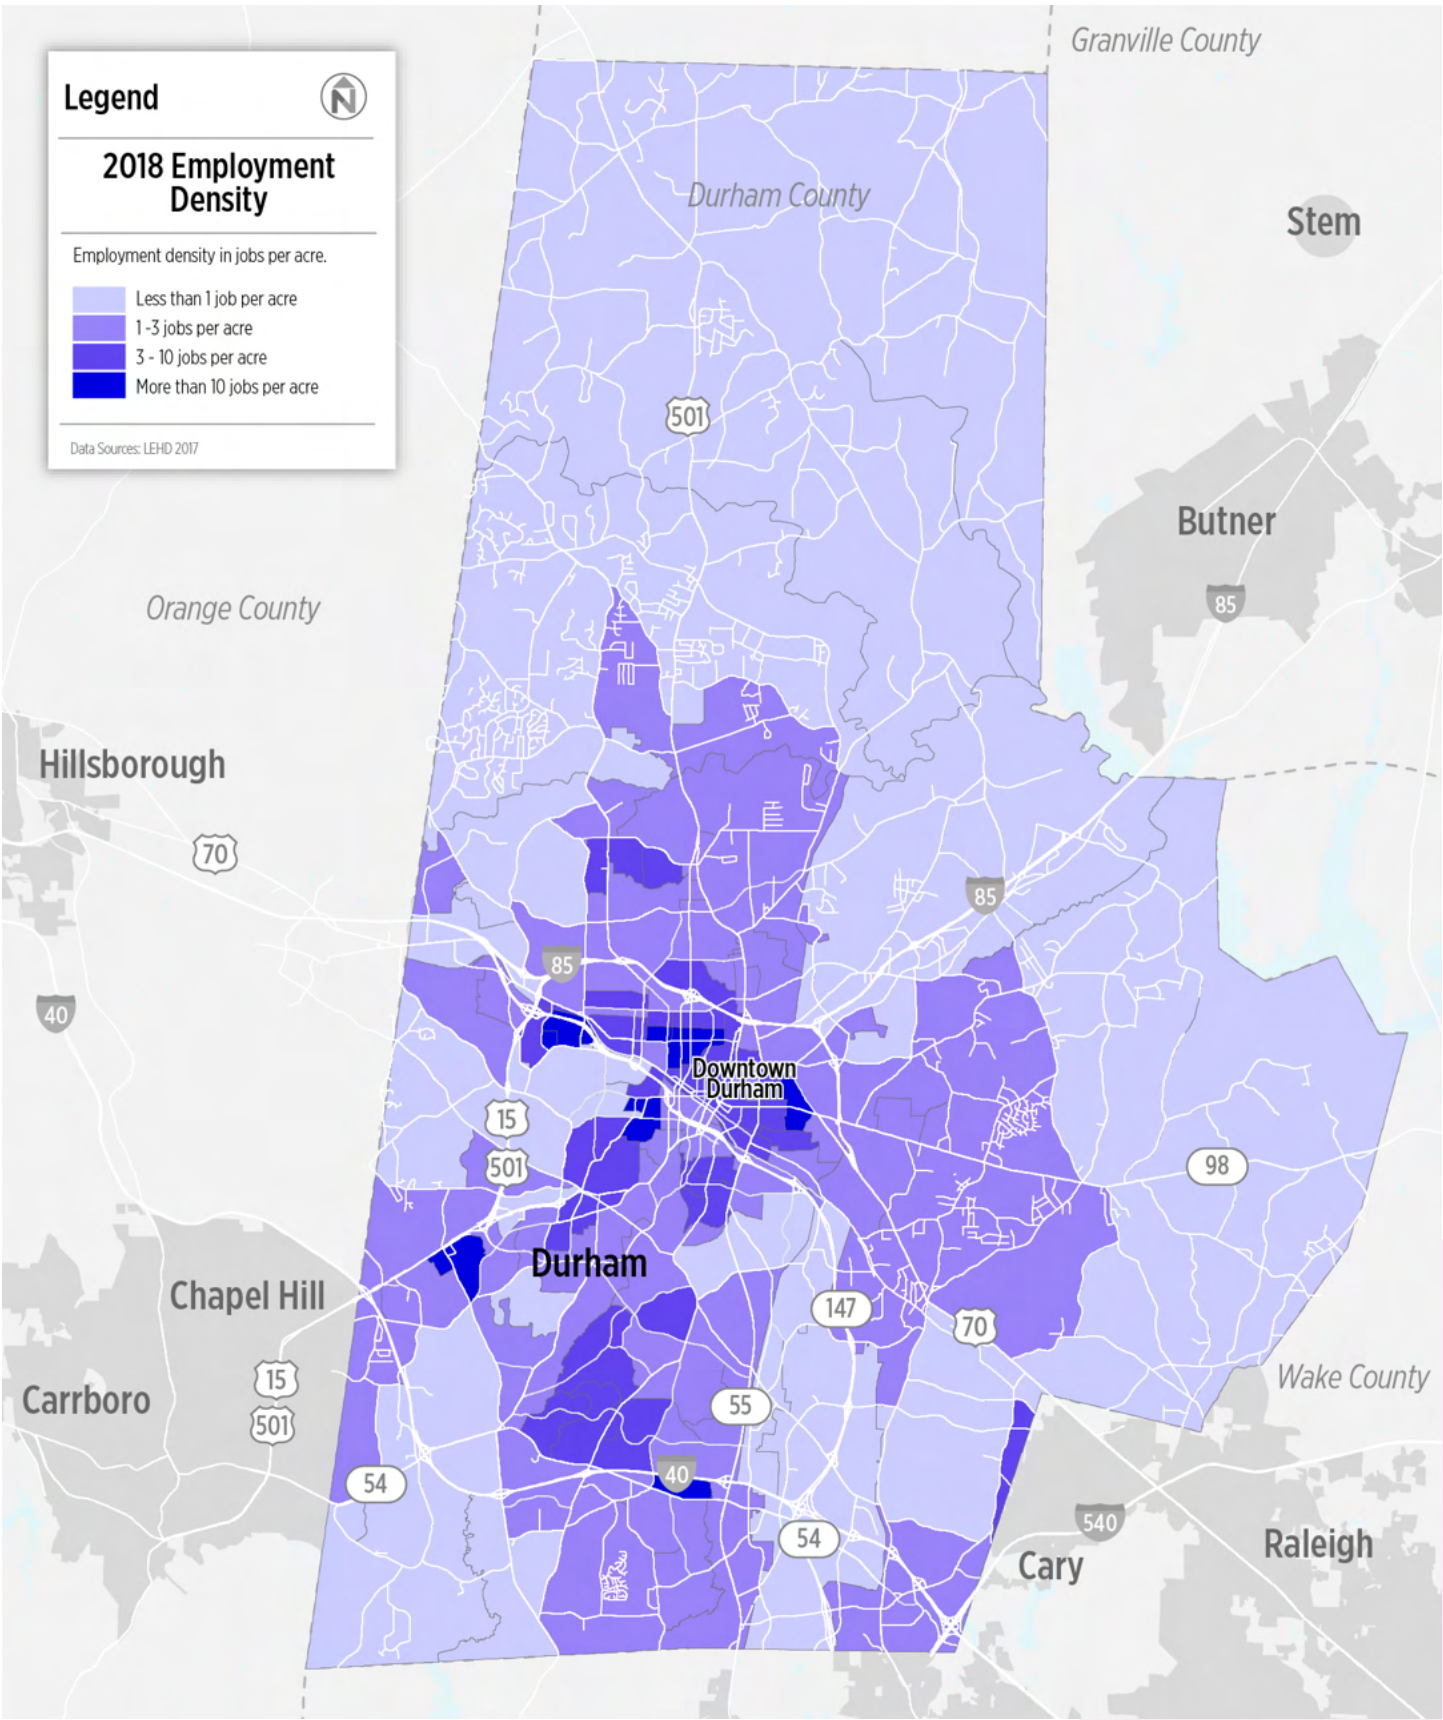 Granville County
Legend
N
2018 Employment
Density
Employment density in jobs per acre.
Less than 1 job per acre
1 -3 jobs per acre
3 - 10 jobs per acre
More than 10 jobs per acre
Data Sources: LEHD 2017
Durham County
Stem
501
Butner
85
Orange County
Hillsborough
70
85
85
40
Downtown
Durham
15
501
98
Durham
Chapel Hill
147
70
15
501
Carrboro
Wake County
55
54
40
540
54
Cary
Raleigh